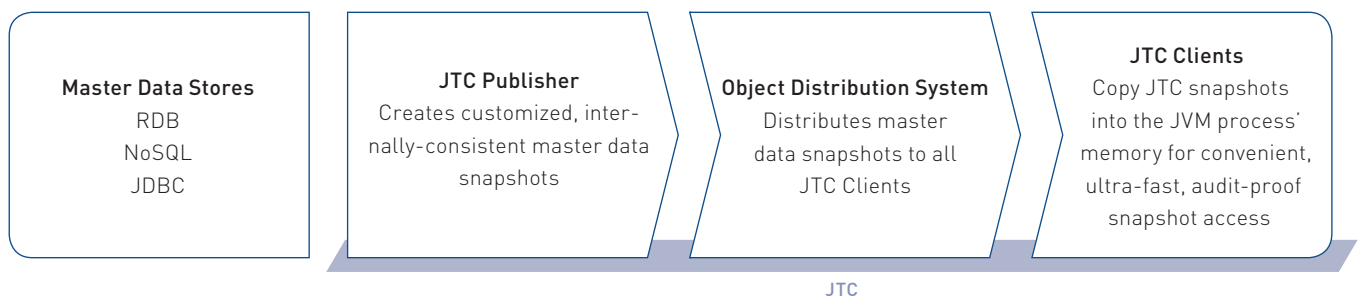 Master Data Stores
RDB
NoSQL
JDBC
JTC Publisher
Creates customized, inter-
nally-consistent master data
snapshots
Object Distribution System
Distributes master
data snapshots to all
JTC Clients
JTC Clients
Copy JTC snapshots
into the JVM process’
memory for convenient,
ultra-fast, audit-proof
snapshot access
JTC